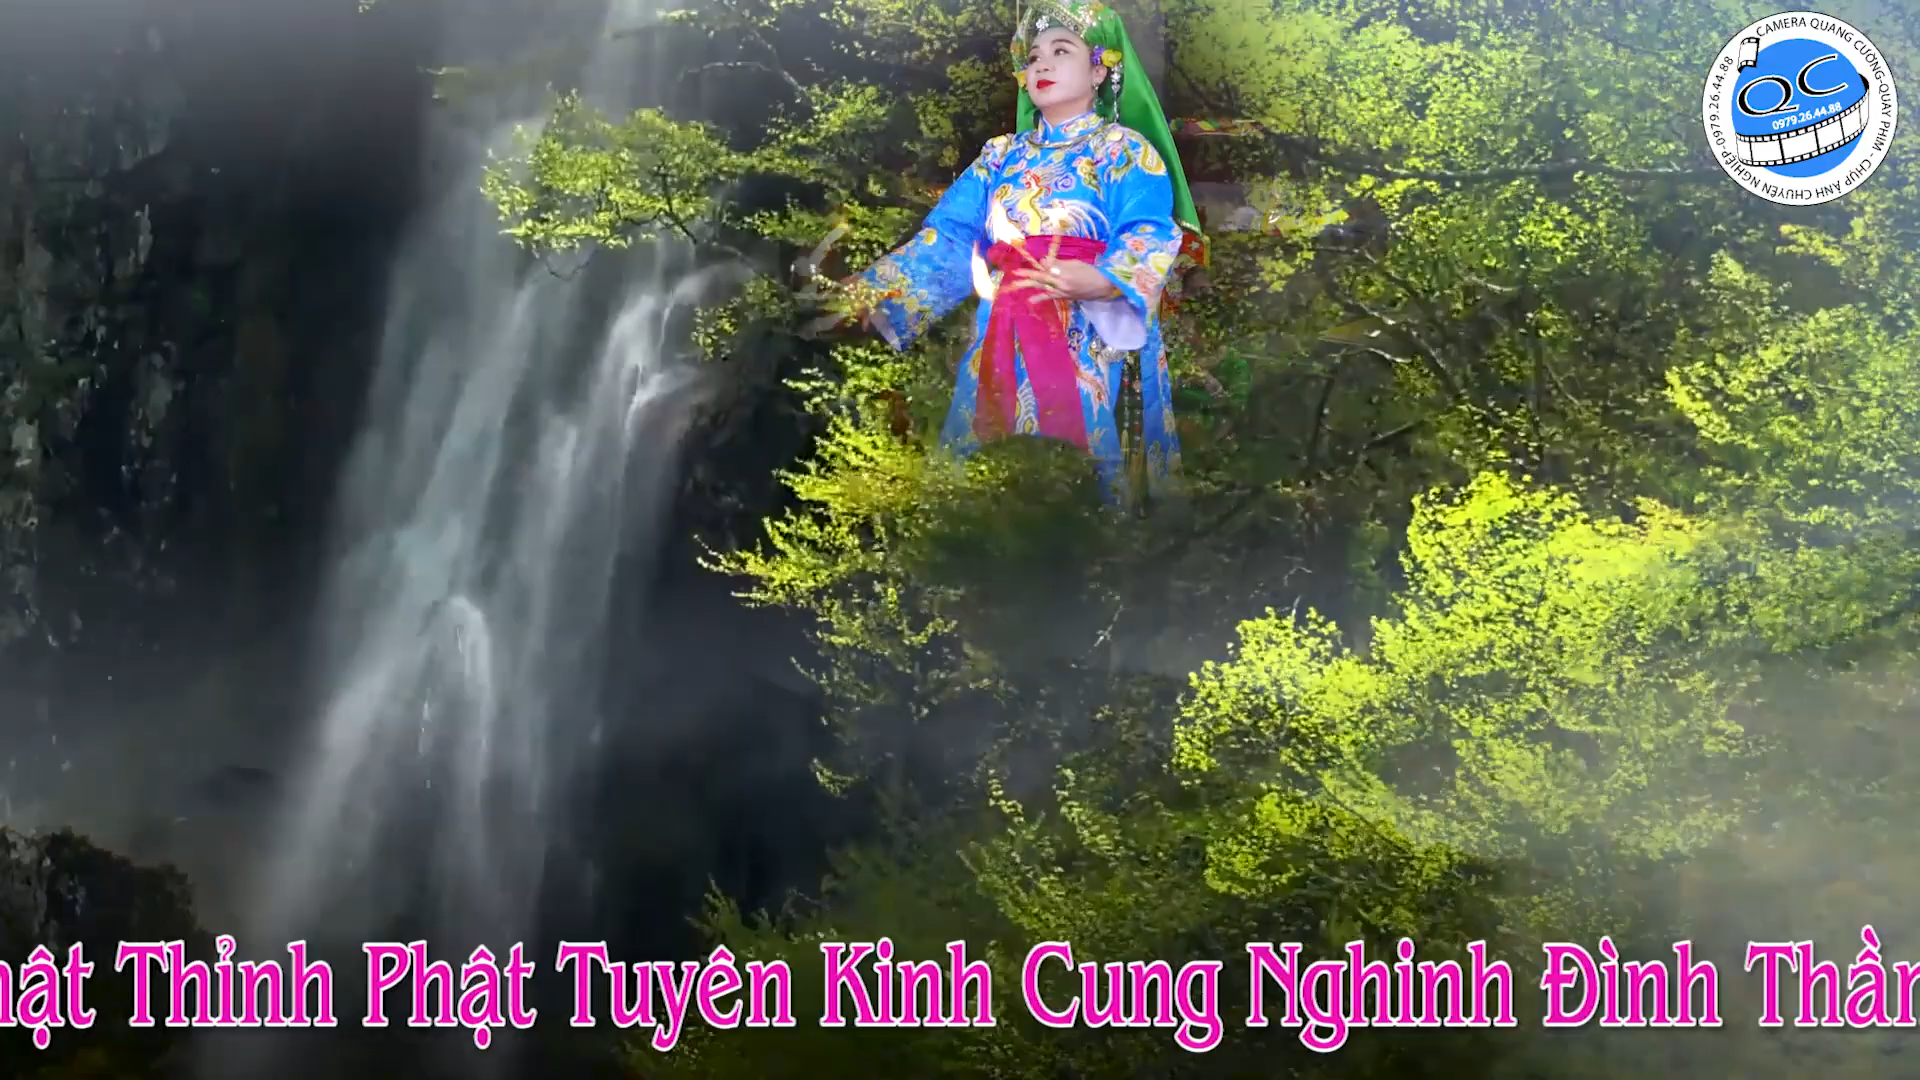 CAMERA QUANG CƯỜNG-QUAY PHIM - CHỤP ẢNH CHUYÊN NGHIỆP-0979.26.44.88
QC
0979.26.44.88
Thỉnh Phật Tuyên Kinh Cung Nghinh Đình